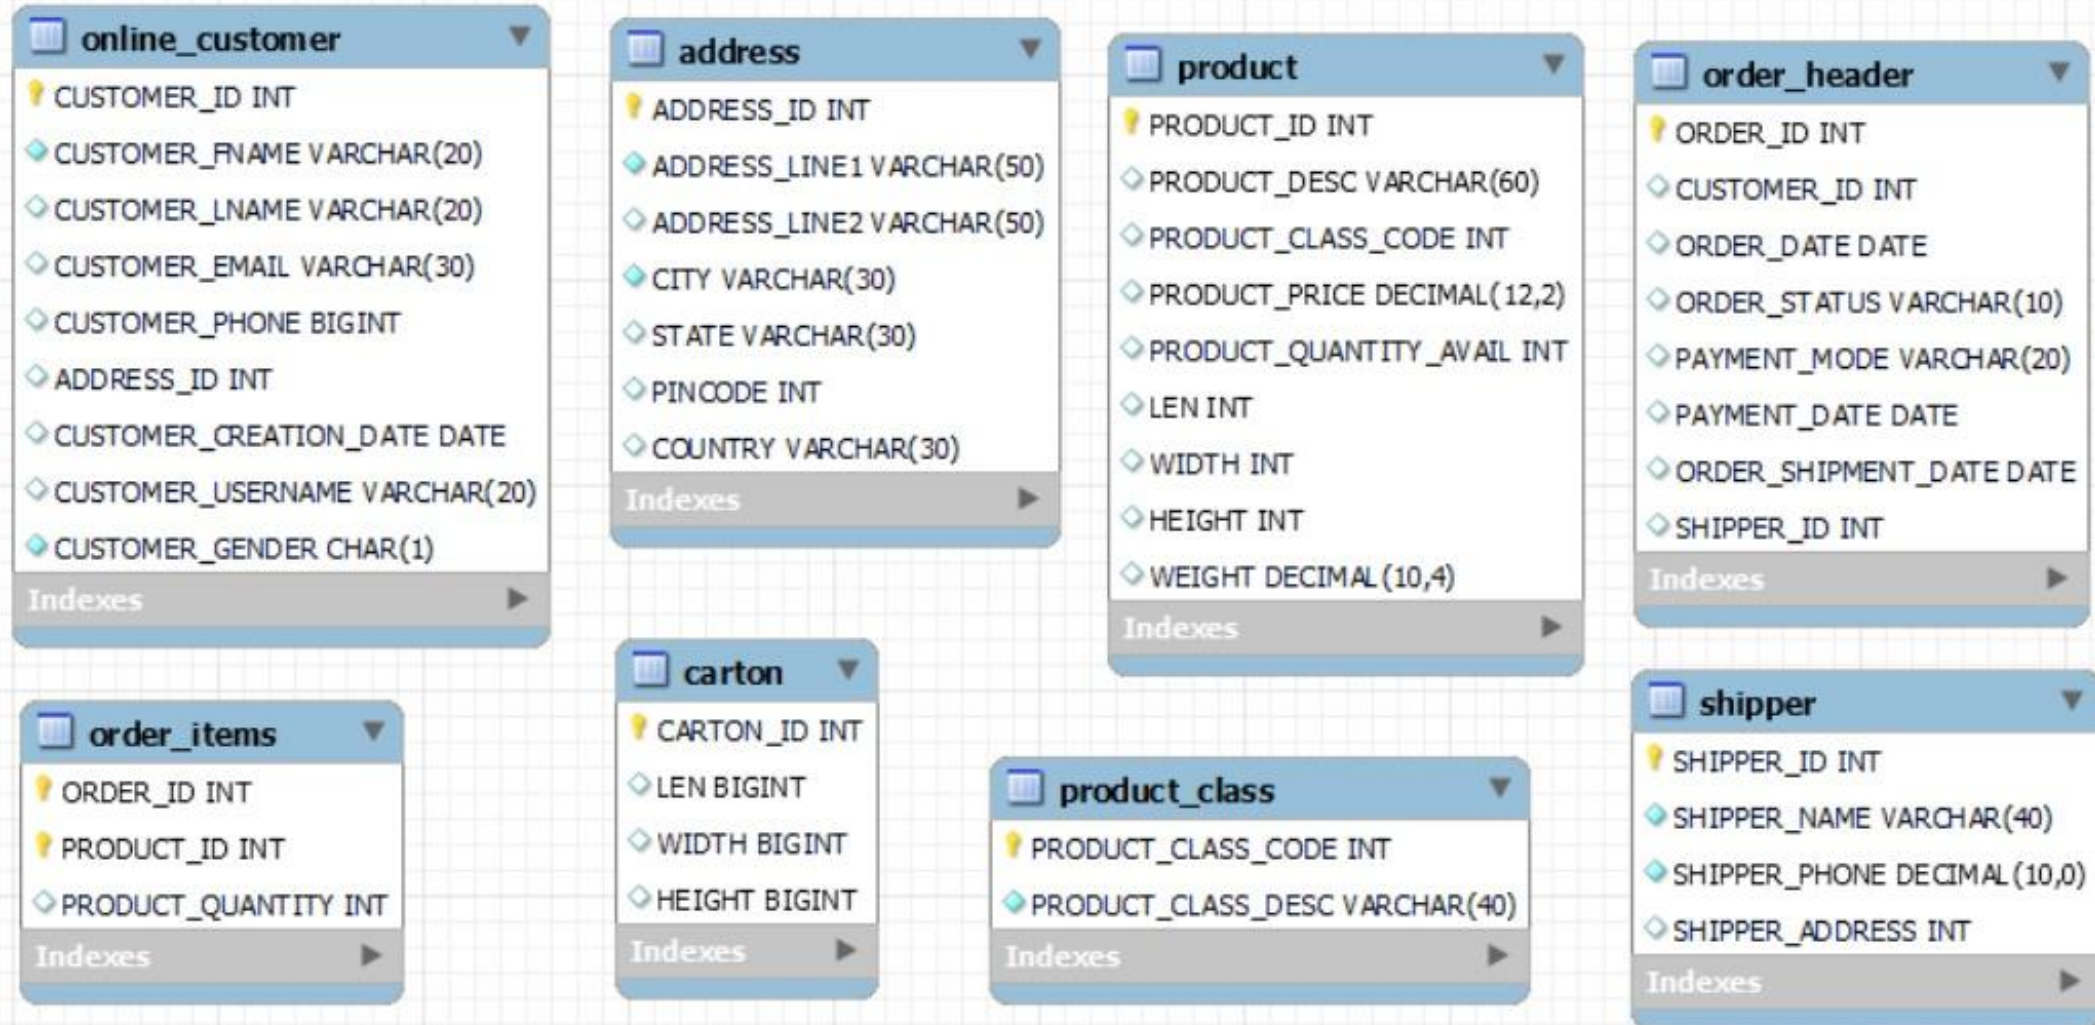 online_customer
CUSTOMER_ID INT
CUSTOMER_FNAME VARCHAR(20)
CUSTOMER_LNAME VARCHAR(20)
CUSTOMER_EMAIL VARCHAR(30)
CUSTOMER_PHONE BIGINT
ADDRESS_ID INT
CUSTOMER_CREATION_DATE DATE
CUSTOMER_USERNAME VARCHAR(20)
CUSTOMER_GENDER CHAR(1)
Indexes
address
ADDRESS_ID INT
ADDRESS_LINE1 VARCHAR(50)
ADDRESS_LINE2 VARCHAR(50)
CITY VARCHAR(30)
STATE VARCHAR(30)
PINCODE INT
COUNTRY VARCHAR(30)
Indexes
product
PRODUCT_ID INT
PRODUCT_DESC VARCHAR(60)
PRODUCT_CLASS_CODE INT
PRODUCT_PRICE DECIMAL(12,2)
PRODUCT_QUANTITY_AVAIL INT
LEN INT
WIDTH INT
HEIGHT INT
WEIGHT DECIMAL(10,4)
Indexes
order_header
ORDER_ID INT
CUSTOMER_ID INT
ORDER_DATE DATE
ORDER_STATUS VARCHAR(10)
PAYMENT_MODE VARCHAR(20)
PAYMENT_DATE DATE
ORDER_SHIPMENT_DATE DATE
SHIPPER_ID INT
Indexes
order_items
ORDER_ID INT
PRODUCT_ID INT
PRODUCT_QUANTITY INT
Indexes
carton
CARTON_ID INT
LEN BIGINT
WIDTH BIGINT
HEIGHT BIGINT
Indexes
product_class
PRODUCT_CLASS_CODE INT
PRODUCT_CLASS_DESC VARCHAR(40)
Indexes
shipper
SHIPPER_ID INT
SHIPPER_NAME VARCHAR(40)
SHIPPER_PHONE DECIMAL(10,0)
SHIPPER_ADDRESS INT
Indexes